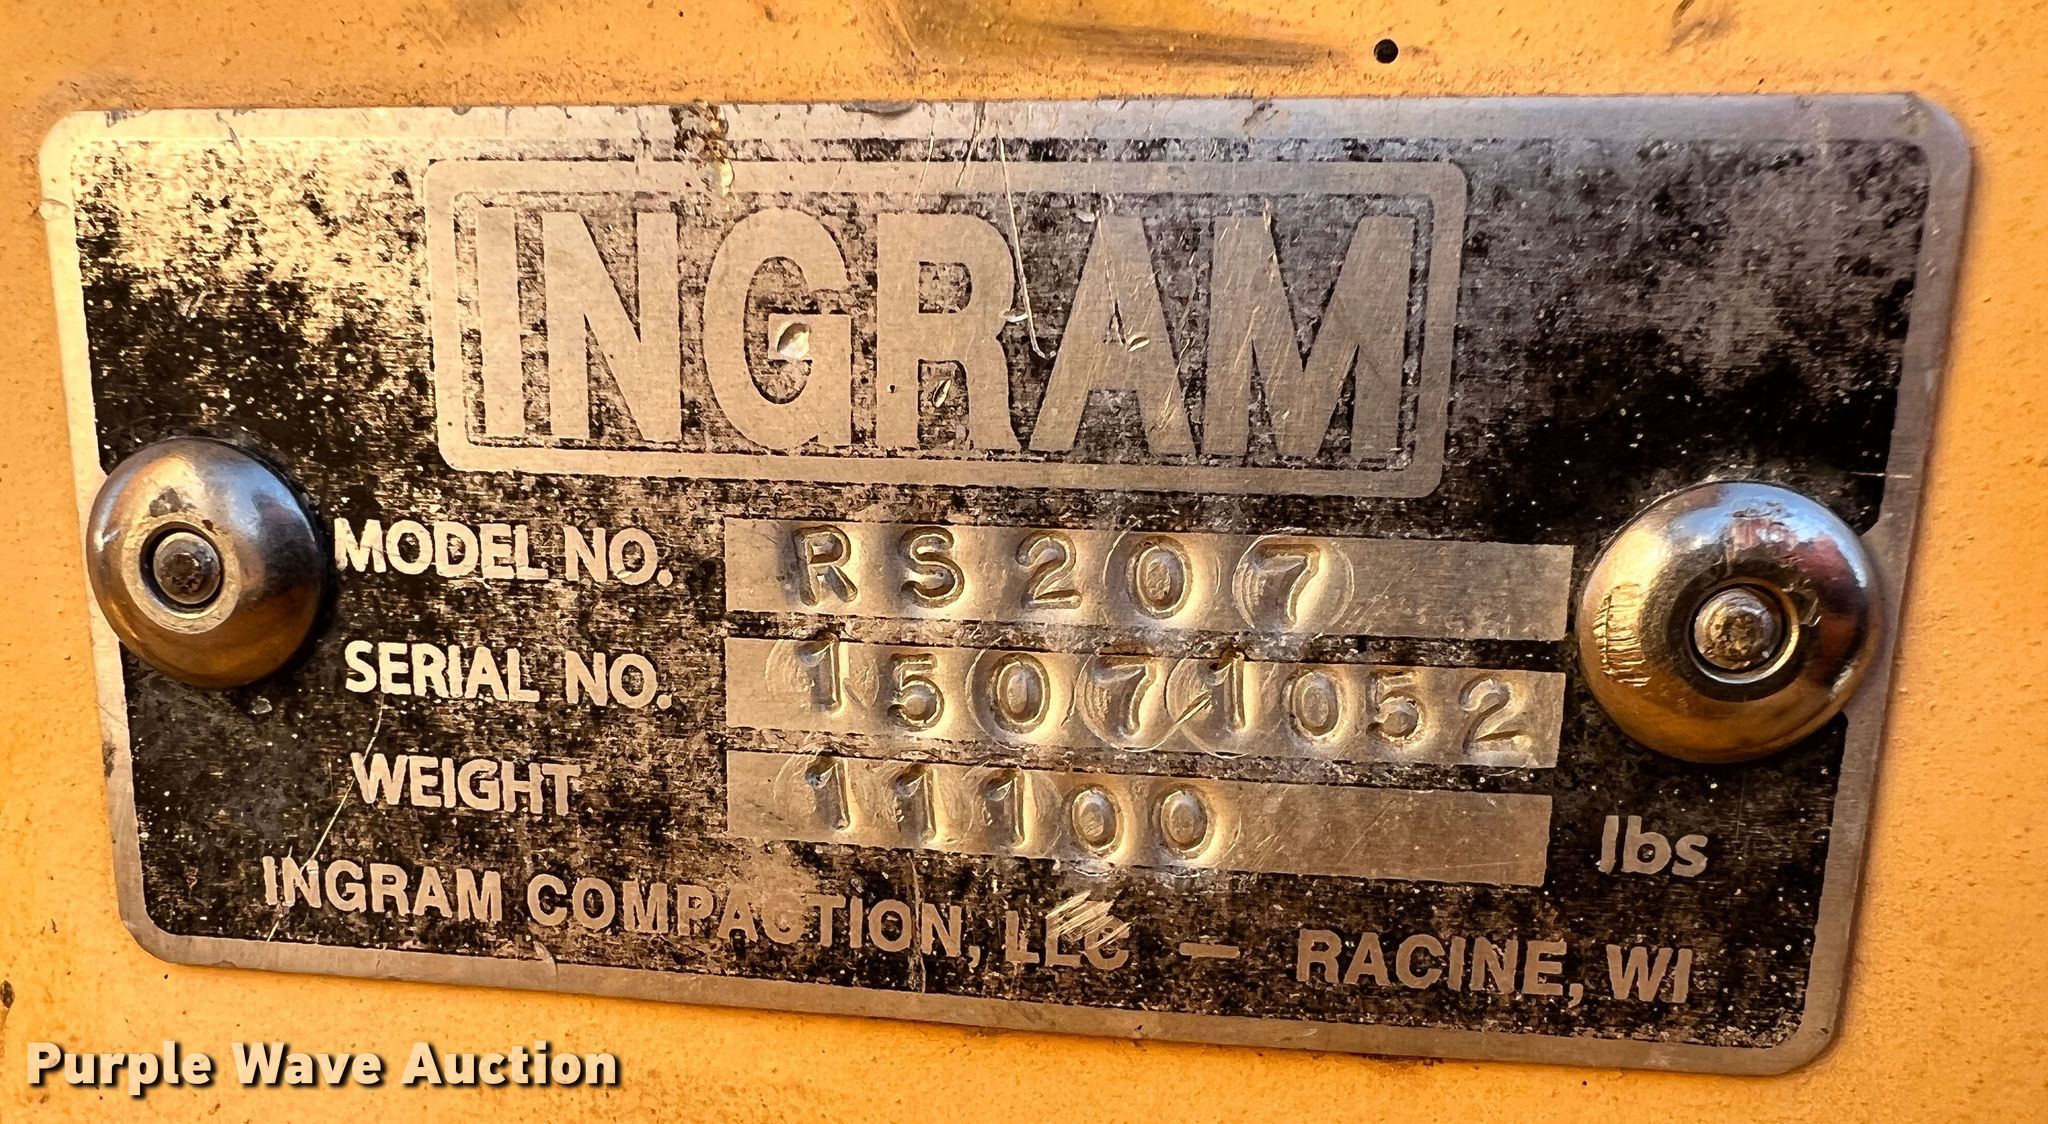 INGRAM
MODEL NO. RS207
SERIAL NO. 15071052
WEIGHT 11100 lbs
INGRAM COMPACTION, LLC — RACINE, WI
Purple Wave Auction